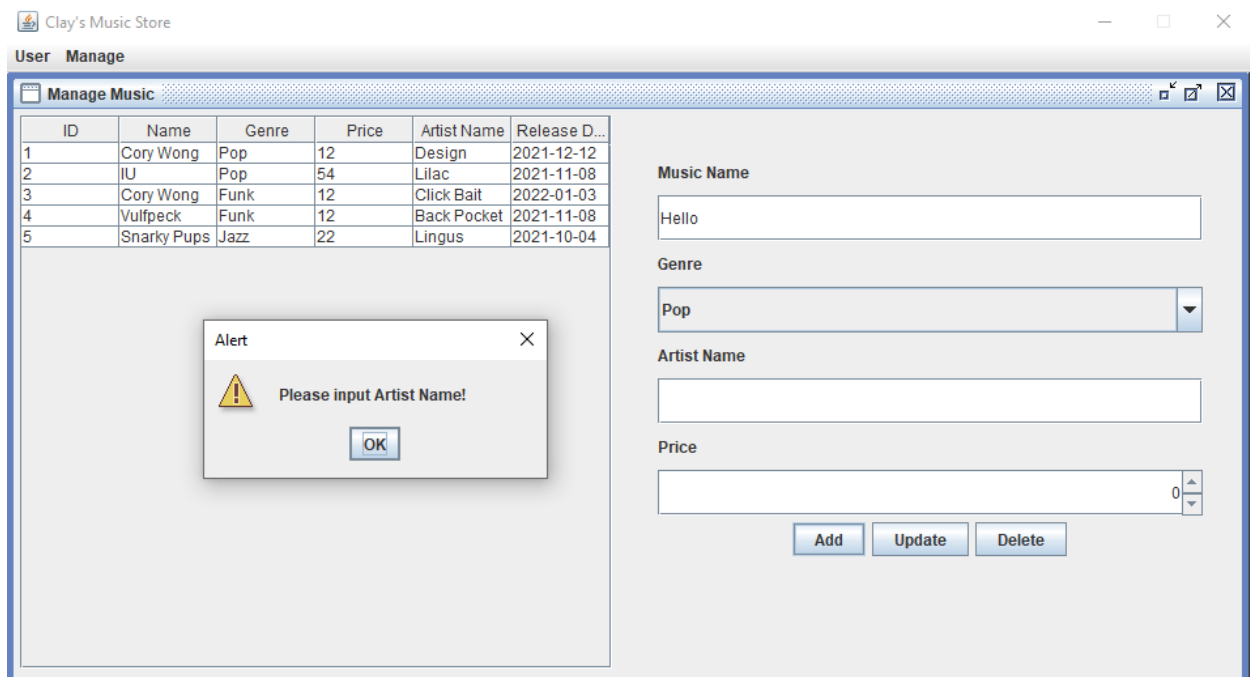 Clay's Music Store
User Manage
Manage Music
ID Name Genre Price Artist Name Release D...
1 Cory Wong Pop 12 Design 2021-12-12
2 IU Pop 54 Lilac 2021-11-08
3 Cory Wong Funk 12 Click Bait 2022-01-03
4 Vulfpeck Funk 12 Back Pocket 2021-11-08
5 Snarky Pups Jazz 22 Lingus 2021-10-04
Alert
Please input Artist Name!
OK
Music Name
Hello
Genre
Pop
Artist Name
Price
0
Add Update Delete